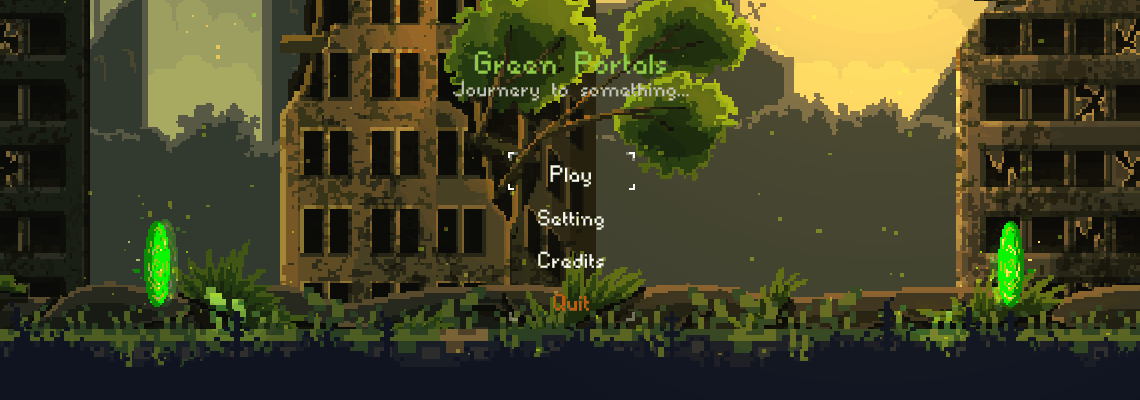 Green Portals
Journery to something...
Play
Setting
Credits
Quit